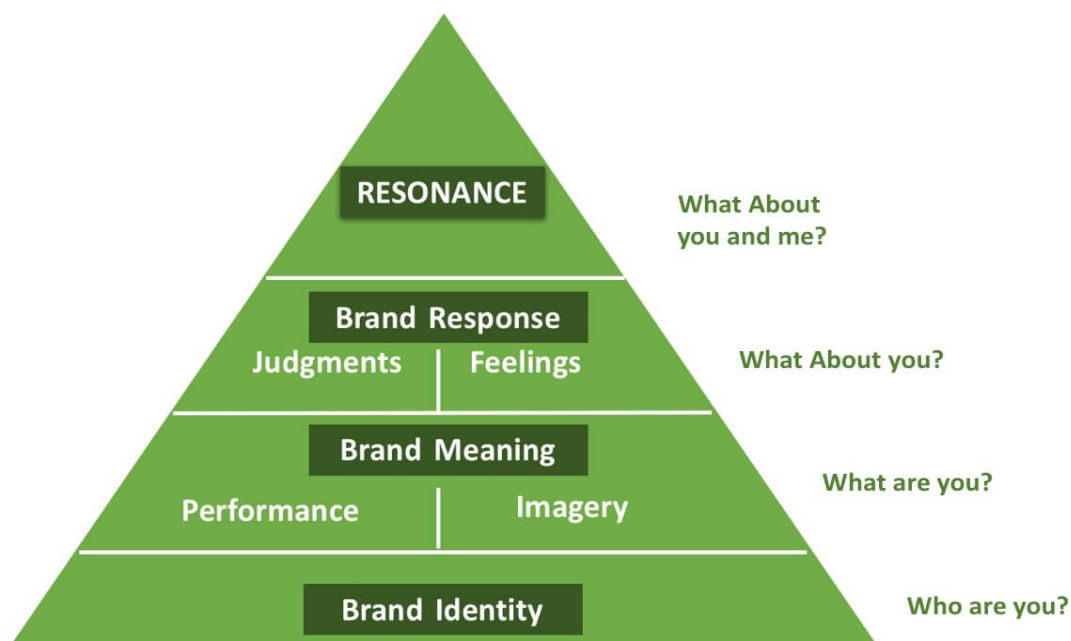 RESONANCE
What About
you and me?
Brand Response
Judgments
Feelings
What About you?
Brand Meaning
Performance
Imagery
What are you?
Brand Identity
Who are you?